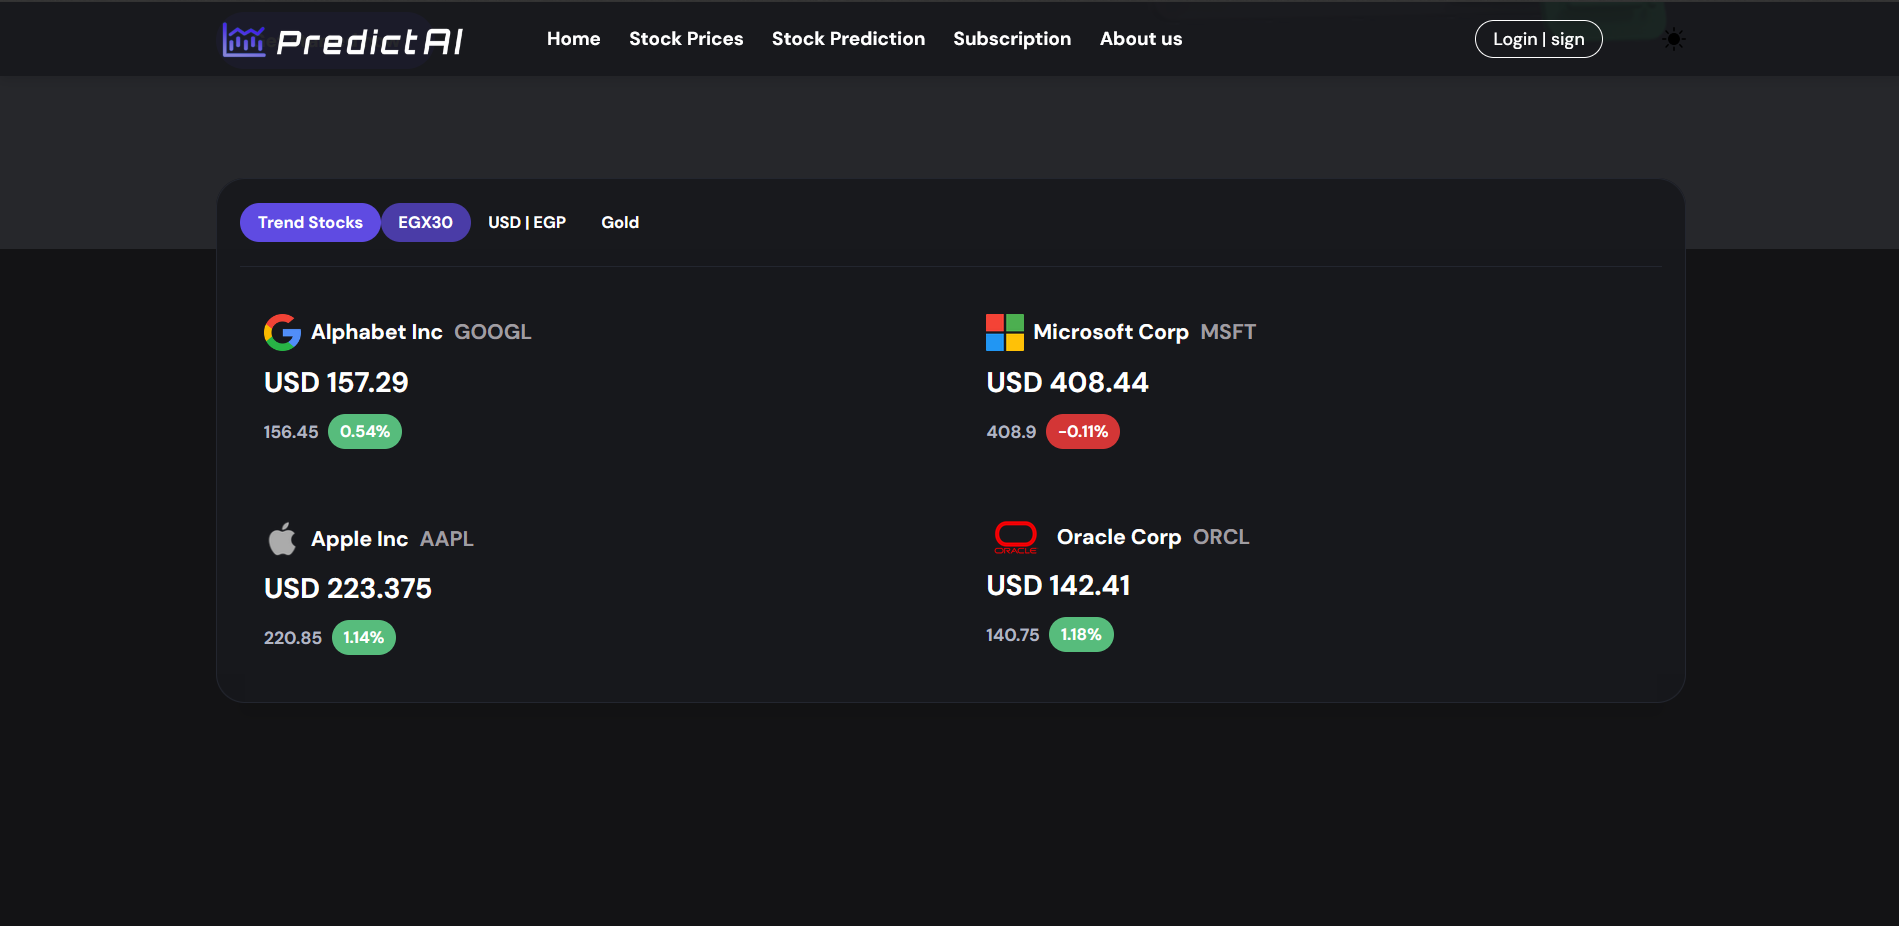 PredictAI
Home Stock Prices Stock Prediction Subscription About us
Login | sign
Trend Stocks EGX30 USD | EGP Gold
Alphabet Inc GOOGL
USD 157.29
156.45 0.54%
Microsoft Corp MSFT
USD 408.44
408.9 -0.11%
Apple Inc AAPL
USD 223.375
220.85 1.14%
ORACLE
Oracle Corp ORCL
USD 142.41
140.75 1.18%